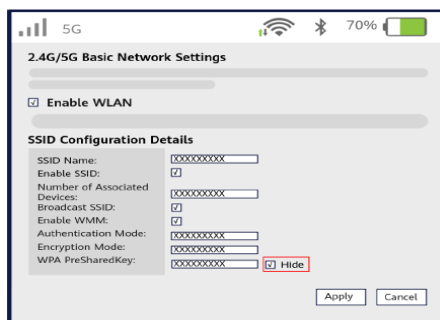 5G 70%
2.4G/5G Basic Network Settings
Enable WLAN
SSID Configuration Details
SSID Name: XXXXXXXXX
Enable SSID:
Number of Associated
Devices: XXXXXXXXX
Broadcast SSID:
Enable WMM:
Authentication Mode: XXXXXXXXX
Encryption Mode: XXXXXXXXX
WPA PreSharedKey: XXXXXXXXX Hide
Apply Cancel